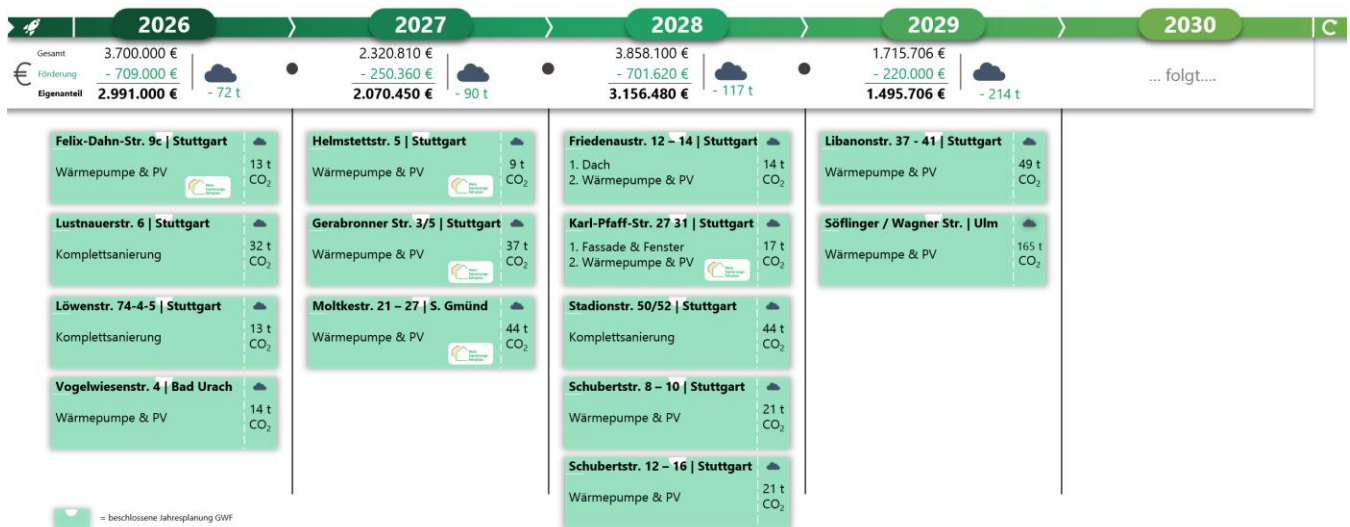 2026
2027
2028
2029
2030
Gesamt
Förderung
Eigenanteil
€
3.700.000 €
- 709.000 €
2.991.000 €
- 72 t
2.320.810 €
- 250.360 €
2.070.450 €
- 90 t
3.858.100 €
- 701.620 €
3.156.480 €
- 117 t
1.715.706 €
- 220.000 €
1.495.706 €
- 214 t
... folgt....
Felix-Dahn-Str. 9c | Stuttgart
Wärmepumpe & PV
13 t
CO₂
Lustnauerstr. 6 | Stuttgart
Komplettsanierung
32 t
CO₂
Löwenstr. 74-4-5 | Stuttgart
Komplettsanierung
13 t
CO₂
Vogelwiesenstr. 4 | Bad Urach
Wärmepumpe & PV
14 t
CO₂
Helmstettstr. 5 | Stuttgart
Wärmepumpe & PV
9 t
CO₂
Gerabronner Str. 3/5 | Stuttgart
Wärmepumpe & PV
37 t
CO₂
Moltkestr. 21 – 27 | S. Gmünd
Wärmepumpe & PV
44 t
CO₂
Friedenaustr. 12 – 14 | Stuttgart
1. Dach
2. Wärmepumpe & PV
14 t
CO₂
Karl-Pfaff-Str. 27 31 | Stuttgart
1. Fassade & Fenster
2. Wärmepumpe & PV
17 t
CO₂
Stadionstr. 50/52 | Stuttgart
Komplettsanierung
44 t
CO₂
Schubertstr. 8 – 10 | Stuttgart
Wärmepumpe & PV
21 t
CO₂
Schubertstr. 12 – 16 | Stuttgart
Wärmepumpe & PV
21 t
CO₂
Libanonstr. 37 - 41 | Stuttgart
Wärmepumpe & PV
49 t
CO₂
Söflinger / Wagner Str. | Ulm
Wärmepumpe & PV
165 t
CO₂
= beschlossene Jahresplanung GWF